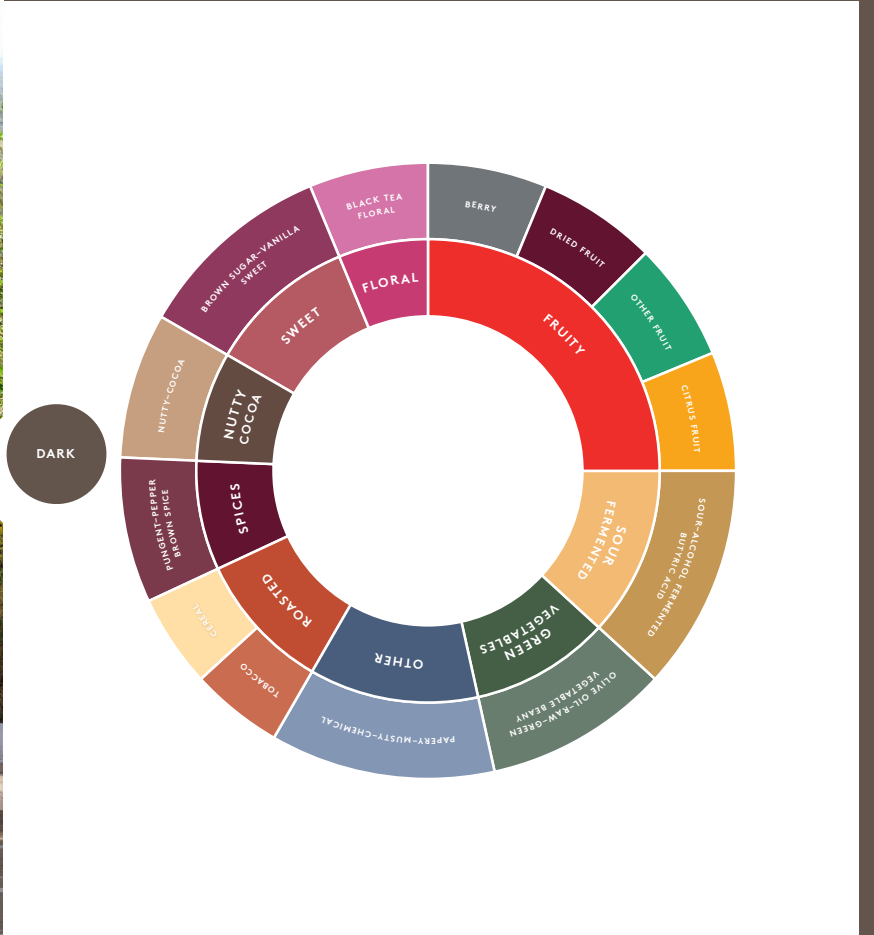 BLACK TEA
FLORAL
BERRY
DRIED FRUIT
OTHER FRUIT
CITRUS FRUIT
SOUR-ALCOHOL FERMENTED
BUTYRIC ACID
OLIVE OIL-RAW-GREEN
VEGETABLE BEANY
PAPERY-MUSTY-CHEMICAL
TOBACCO
CEREAL
PUNGENT-PEPPER
BROWN SPICE
NUTTY-COCOA
BROWN SUGAR-VANILLA
SWEET
FLORAL
FRUITY
SOUR
FERMENTED
GREEN
VEGETABLES
OTHER
ROASTED
SPICES
NUTTY
COCOA
SWEET
DARK